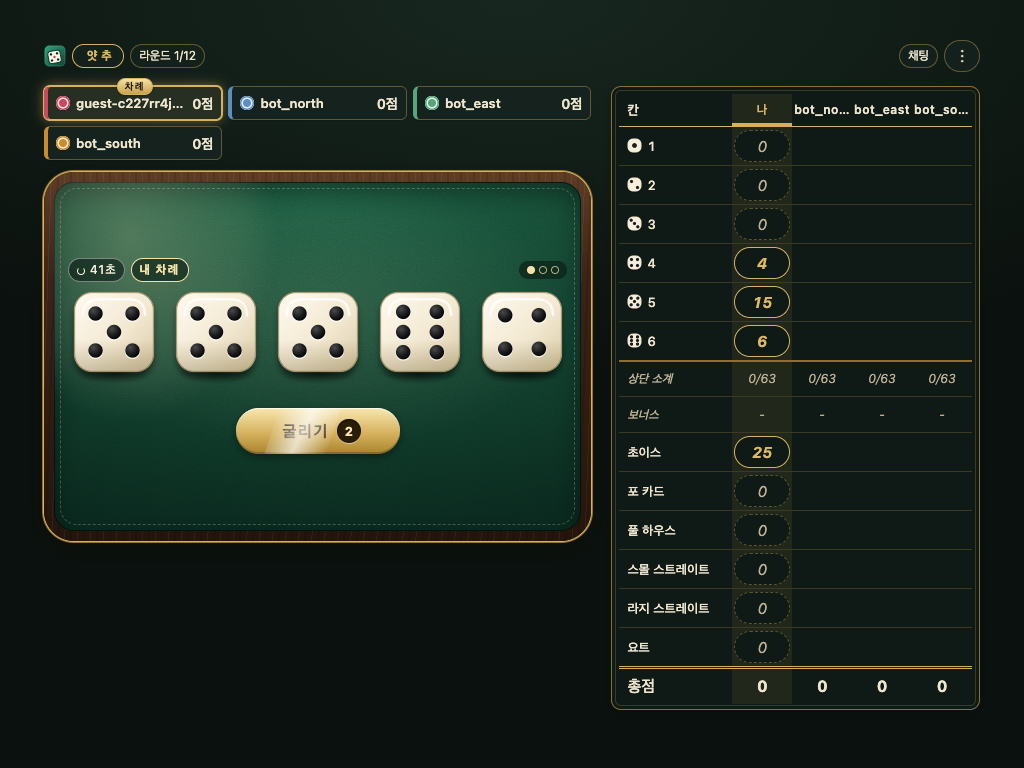 얏추 라운드 1/12 채팅
차례
guest-c227rr4j... 0점 bot_north 0점 bot_east 0점
bot_south 0점
41초 내 차례
굴리기 2
칸 나 bot_no... bot_east bot_so...
1 0
2 0
3 0
4 4
5 15
6 6
상단 소계 0/63 0/63 0/63 0/63
보너스 - - - -
초이스 25
포 카드 0
풀 하우스 0
스몰 스트레이트 0
라지 스트레이트 0
요트 0
총점 0 0 0 0